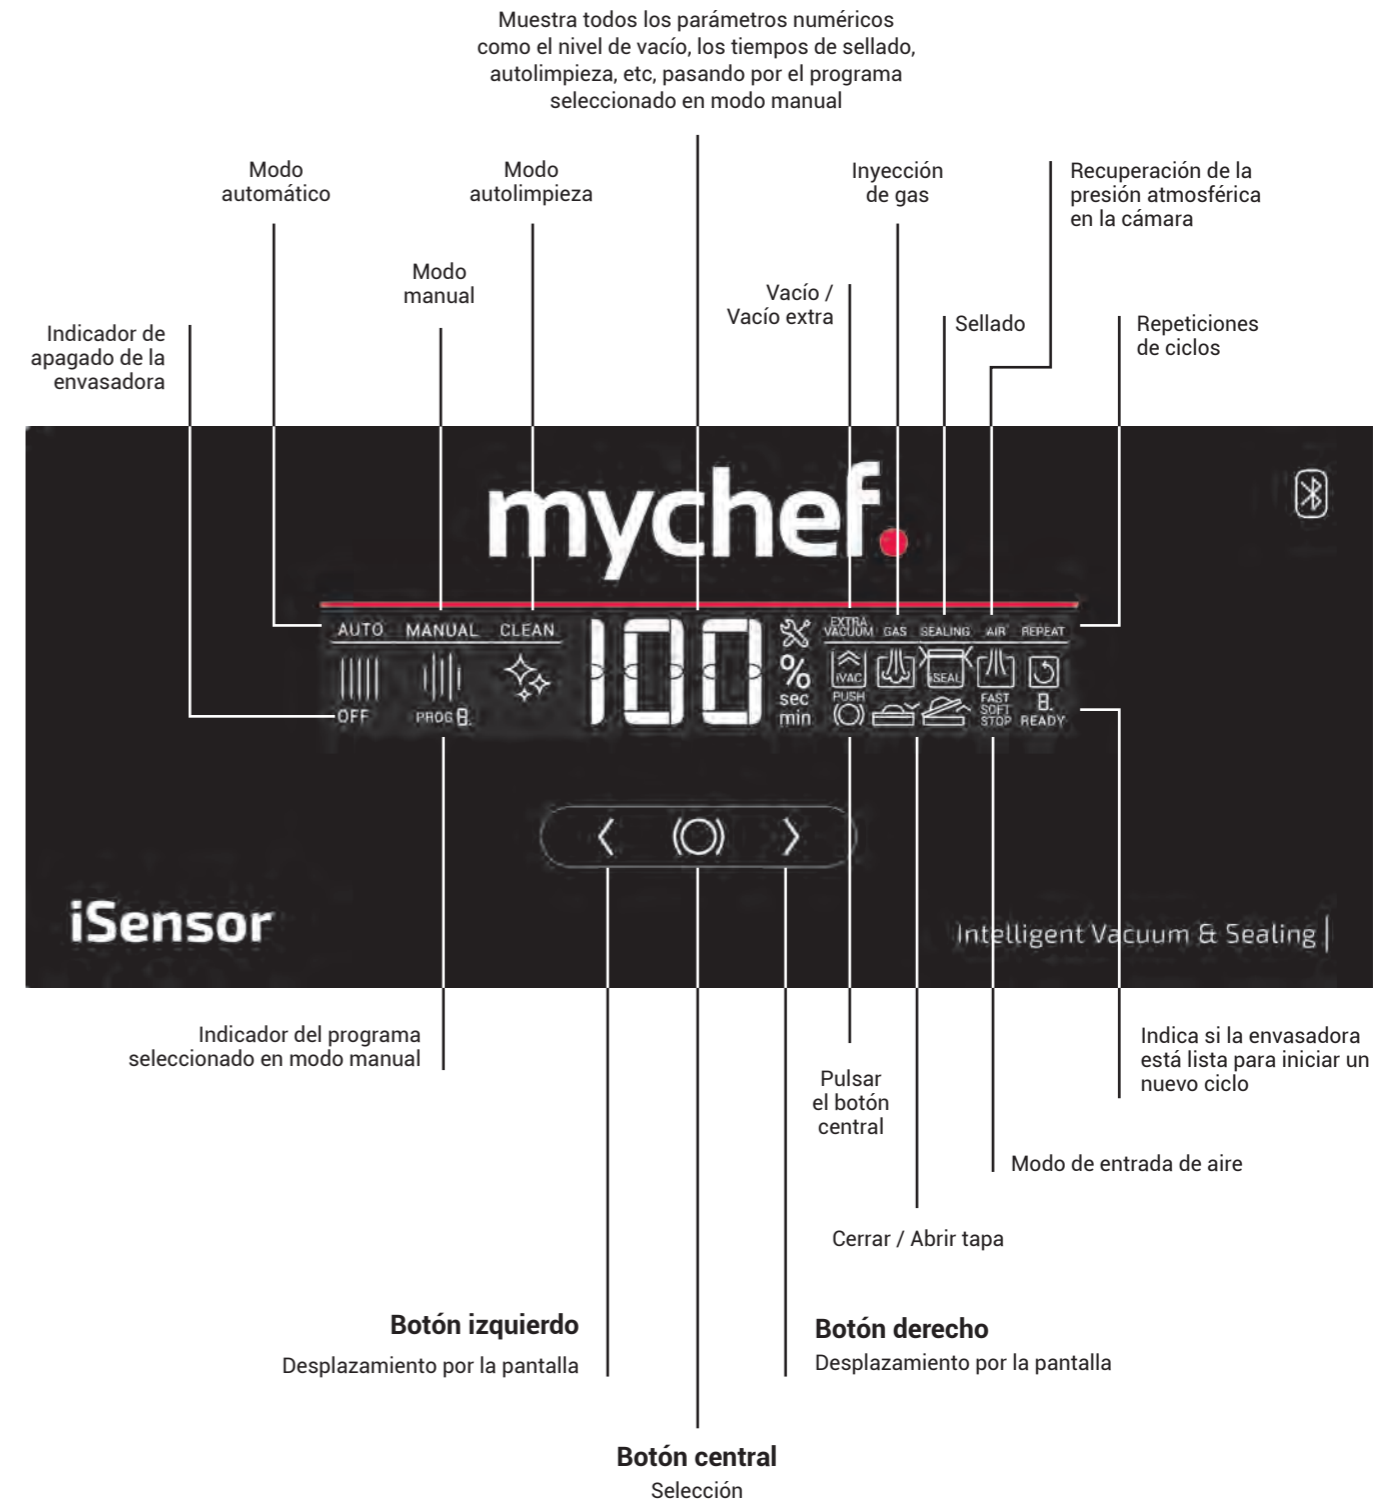 Muestra todos los parámetros numéricos
como el nivel de vacío, los tiempos de sellado,
autolimpieza, etc, pasando por el programa
seleccionado en modo manual
Modo
automático
Modo
autolimpieza
Inyección
de gas
Recuperación de la
presión atmosférica
en la cámara
Modo
manual
Vacío /
Vacío extra
Sellado
Repeticiones
de ciclos
Indicador de
apagado de la
envasadora
mychef.
AUTO MANUAL CLEAN
OFF
PROG 8.
100
%
sec
min
EXTRA
VACUUM GAS SEALING AIR REPEAT
iVAC
iSEAL
PUSH
FAST
SOFT
STOP
8.
READY
iSensor
Intelligent Vacuum & Sealing
Indicador del programa
seleccionado en modo manual
Pulsar
el botón
central
Indica si la envasadora
está lista para iniciar un
nuevo ciclo
Modo de entrada de aire
Cerrar / Abrir tapa
Botón izquierdo
Desplazamiento por la pantalla
Botón derecho
Desplazamiento por la pantalla
Botón central
Selección